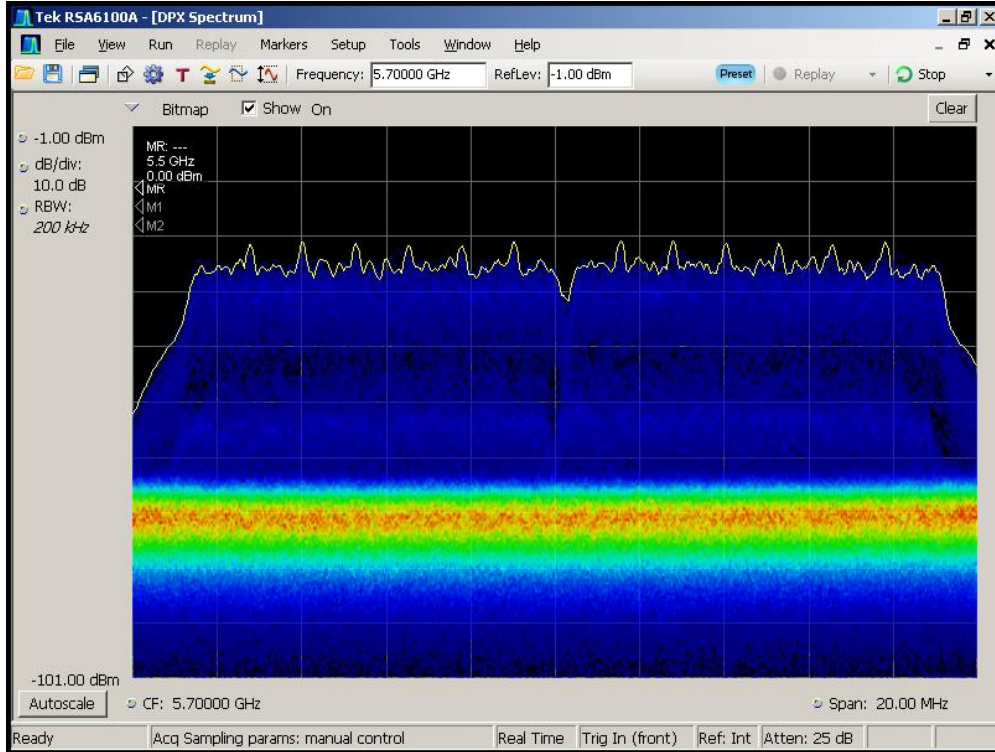 Tek RSA6100A - [DPX Spectrum]
File View Run Replay Markers Setup Tools Window Help
T Frequency: 5.70000 GHz RefLev: -1.00 dBm Preset Replay Stop
Bitmap Show On Clear
-1.00 dBm
dB/div:
10.0 dB
RBW:
200 kHz
MR: ---
5.5 GHz
0.00 dBm
MR
M1
M2
-101.00 dBm
Autoscale CF: 5.70000 GHz Span: 20.00 MHz
Ready Acq Sampling params: manual control Real Time Trig In (front) Ref: Int Atten: 25 dB